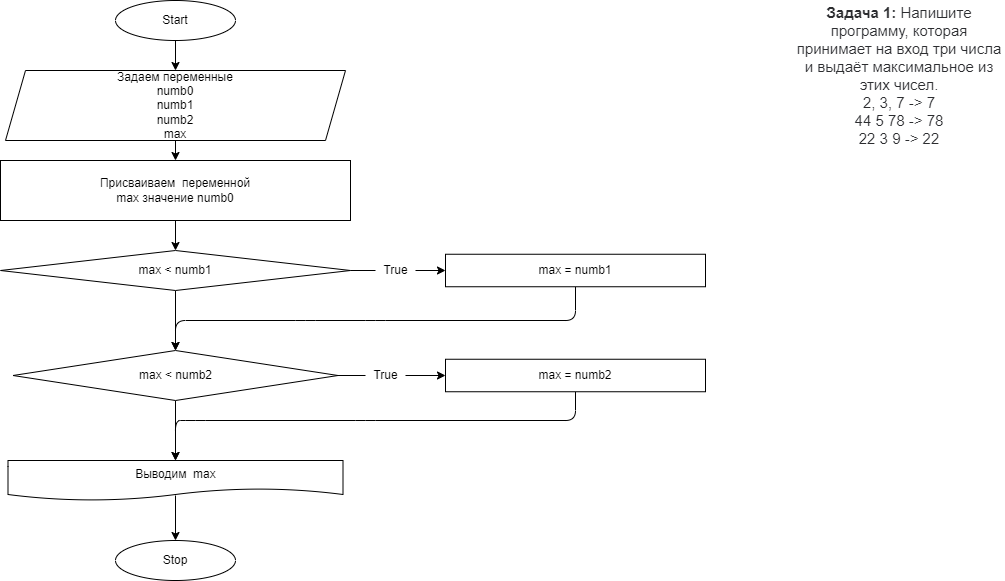 Start
Задаем переменные
numb0
numb1
numb2
max
Присваиваем переменной
max значение numb0
max < numb1
True
max = numb1
max < numb2
True
max = numb2
Выводим max
Stop
Задача 1: Напишите
программу, которая
принимает на вход три числа
и выдаёт максимальное из
этих чисел.
2, 3, 7 -> 7
44 5 78 -> 78
22 3 9 -> 22